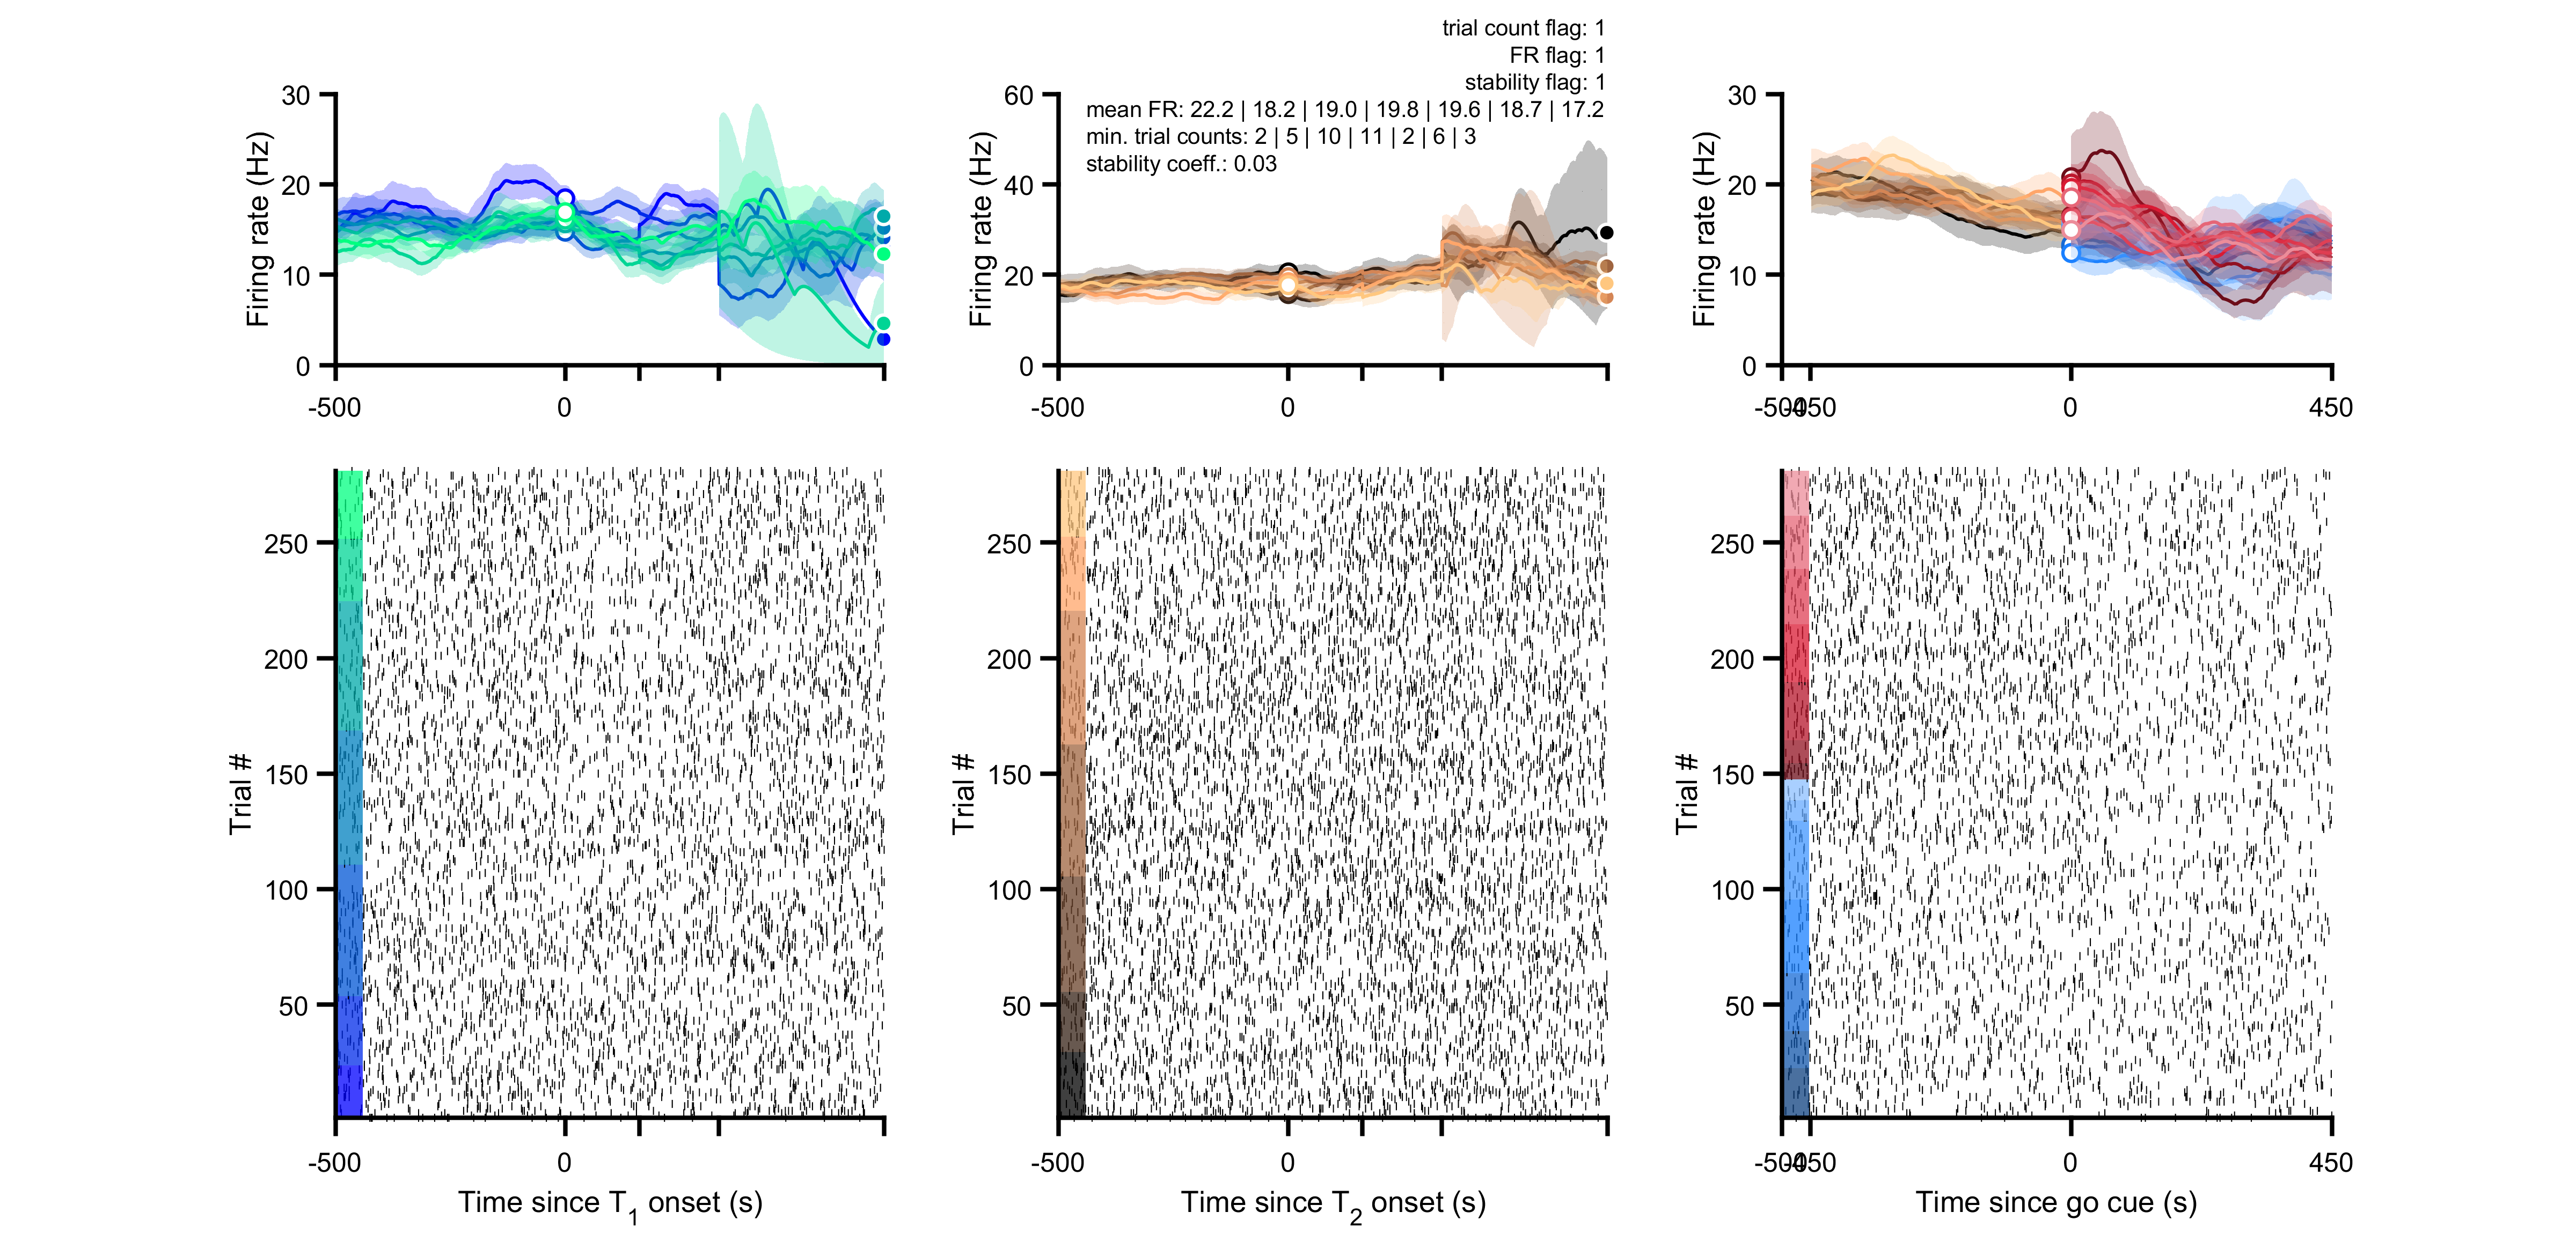 trial count flag: 1
FR flag: 1
stability flag: 1
mean FR: 22.2 | 18.2 | 19.0 | 19.8 | 19.6 | 18.7 | 17.2
min. trial counts: 2 | 5 | 10 | 11 | 2 | 6 | 3
stability coeff.: 0.03
Firing rate (Hz)
30
20
10
0
-500
0
Firing rate (Hz)
60
40
20
0
-500
0
Firing rate (Hz)
30
20
10
0
-500
-450
0
450
Trial #
250
200
150
100
50
-500
0
Time since T1 onset (s)
Trial #
250
200
150
100
50
-500
0
Time since T2 onset (s)
Trial #
250
200
150
100
50
-500
-450
0
450
Time since go cue (s)